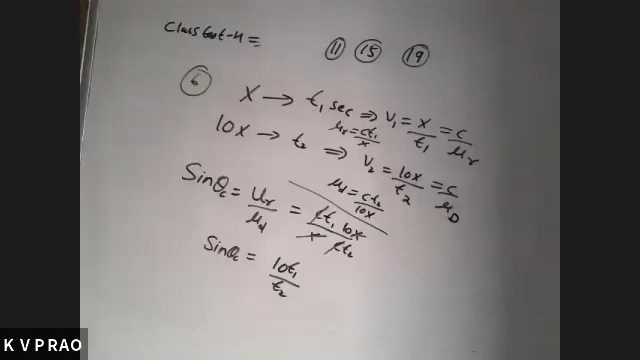 Class test-4 =
11 15 19
6
x → t₁ sec ⇒ V₁ = x/t₁ = c/μr
μr = ct₁/x
10x → t₂ ⇒ V₂ = 10x/t₂ = c/μD
μd = ct₂/10x
Sinθc = μr/μd = ct₁ 10x/x ct₂
Sinθc = 10t₁/t₂
K V P RAO